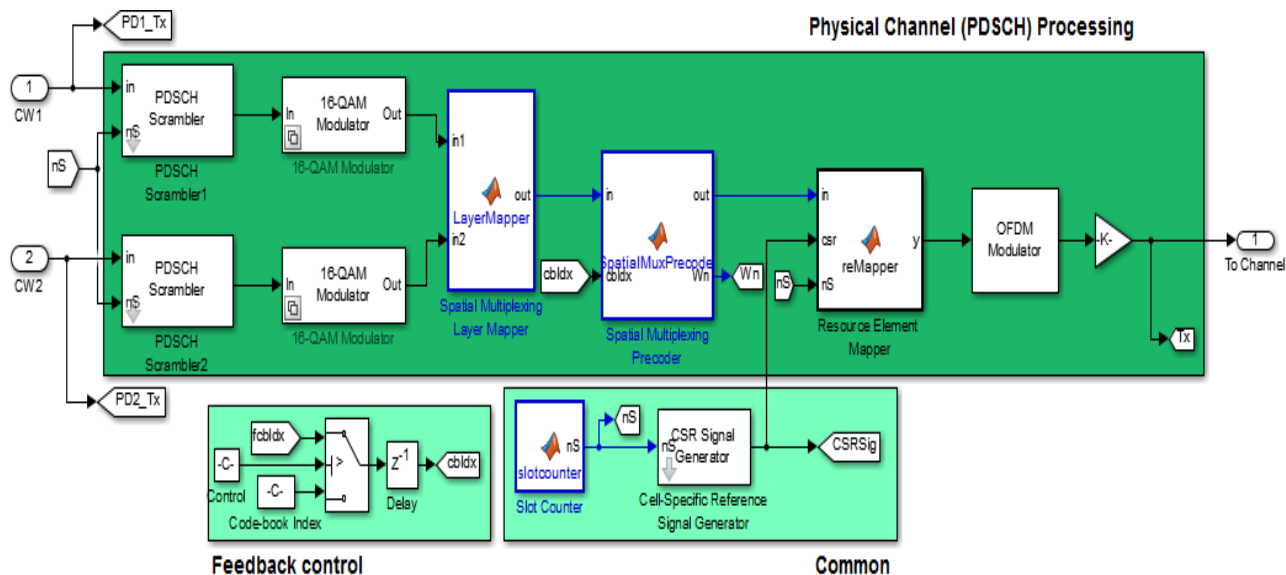 PD1_Tx
Physical Channel (PDSCH) Processing
1
CW1
in
nS
PDSCH
Scrambler
PDSCH
Scrambler1
In
16-QAM
Modulator
Out
16-QAM Modulator
nS
in1
in2
out
LayerMapper
Spatial Multiplexing
Layer Mapper
in
out
SpatialMuxPrecode
cbIdx
cbIdx
Wn
Wn
Spatial Multiplexing
Precoder
in
csr
nS
y
reMapper
nS
Resource Element
Mapper
OFDM
Modulator
-K-
1
To Channel
Tx
2
CW2
in
nS
PDSCH
Scrambler
PDSCH
Scrambler2
In
16-QAM
Modulator
Out
16-QAM Modulator
PD2_Tx
fcbIdx
-C-
Control
-C-
Code-book Index
>
Z-1
Delay
cbIdx
Feedback control
nS
slotcounter
Slot Counter
nS
nS
CSR Signal
Generator
Cell-Specific Reference
Signal Generator
CSRSig
Common